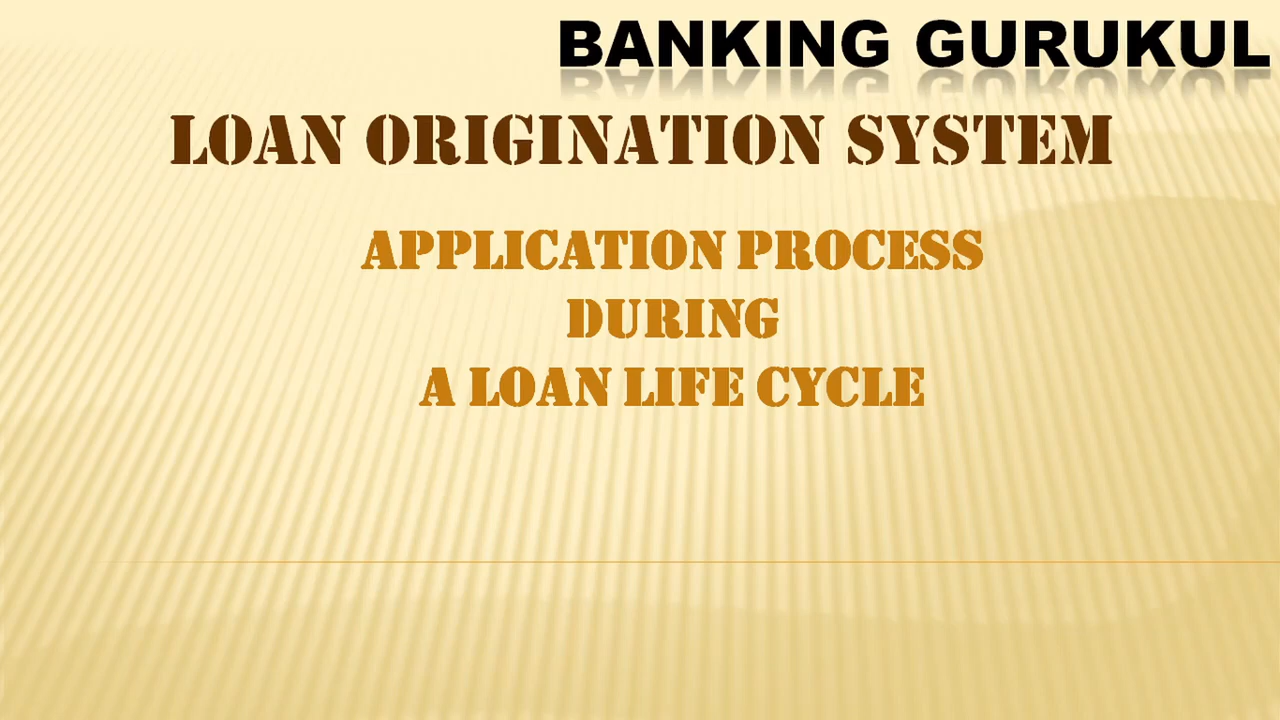 BANKING GURUKUL
LOAN ORIGINATION SYSTEM
APPLICATION PROCESS
DURING
A LOAN LIFE CYCLE